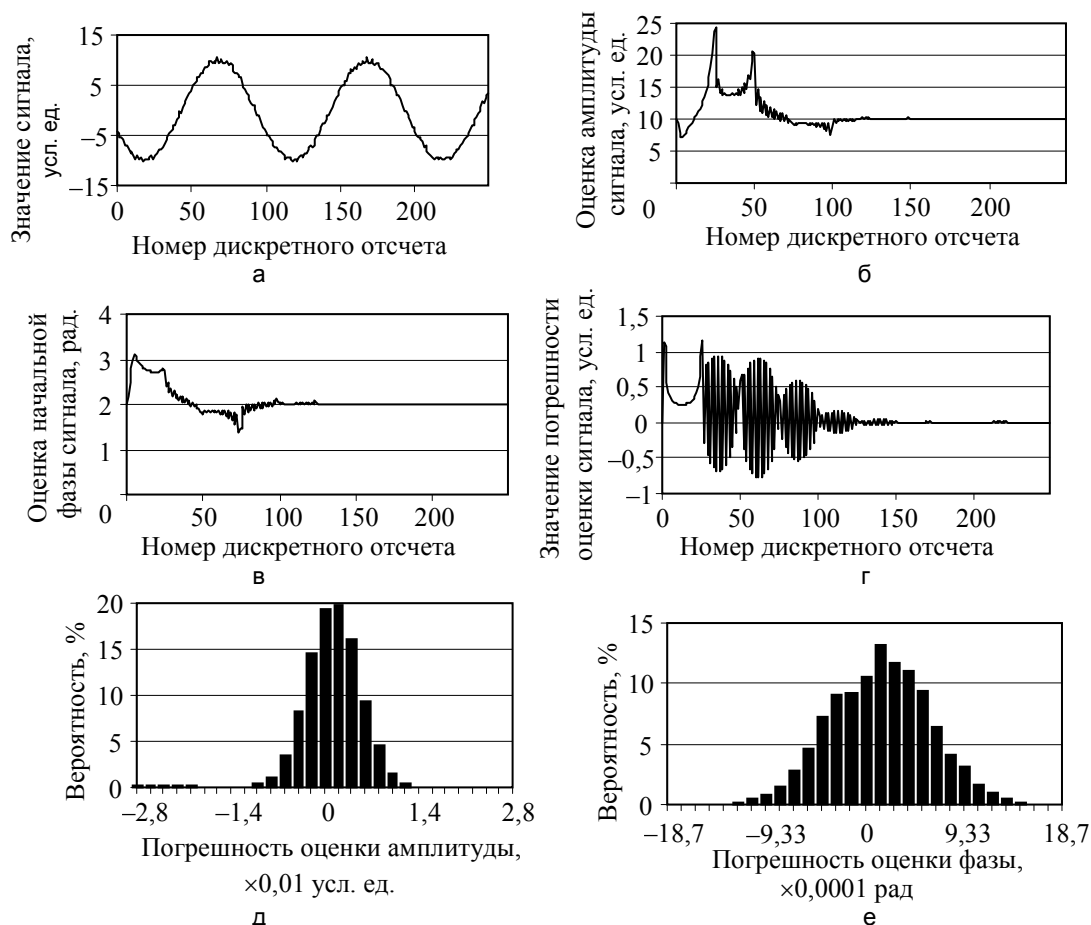 Значение сигнала,
усл. ед.
15
5
–5
–15
0
50
100
150
200
Номер дискретного отсчета
а
Оценка амплитуды
сигнала, усл. ед.
25
20
15
10
5
0
50
100
150
200
Номер дискретного отсчета
б
Оценка начальной
фазы сигнала, рад.
4
3
2
1
0
50
100
150
200
Номер дискретного отсчета
в
Значение погрешности
оценки сигнала, усл. ед.
1,5
1
0,5
0
–0,5
–1
0
50
100
150
200
Номер дискретного отсчета
г
Вероятность, %
20
15
10
5
0
–2,8
–1,4
0
1,4
2,8
Погрешность оценки амплитуды,
×0,01 усл. ед.
д
Вероятность, %
15
10
5
0
–18,7
–9,33
0
9,33
18,7
Погрешность оценки фазы,
×0,0001 рад
е